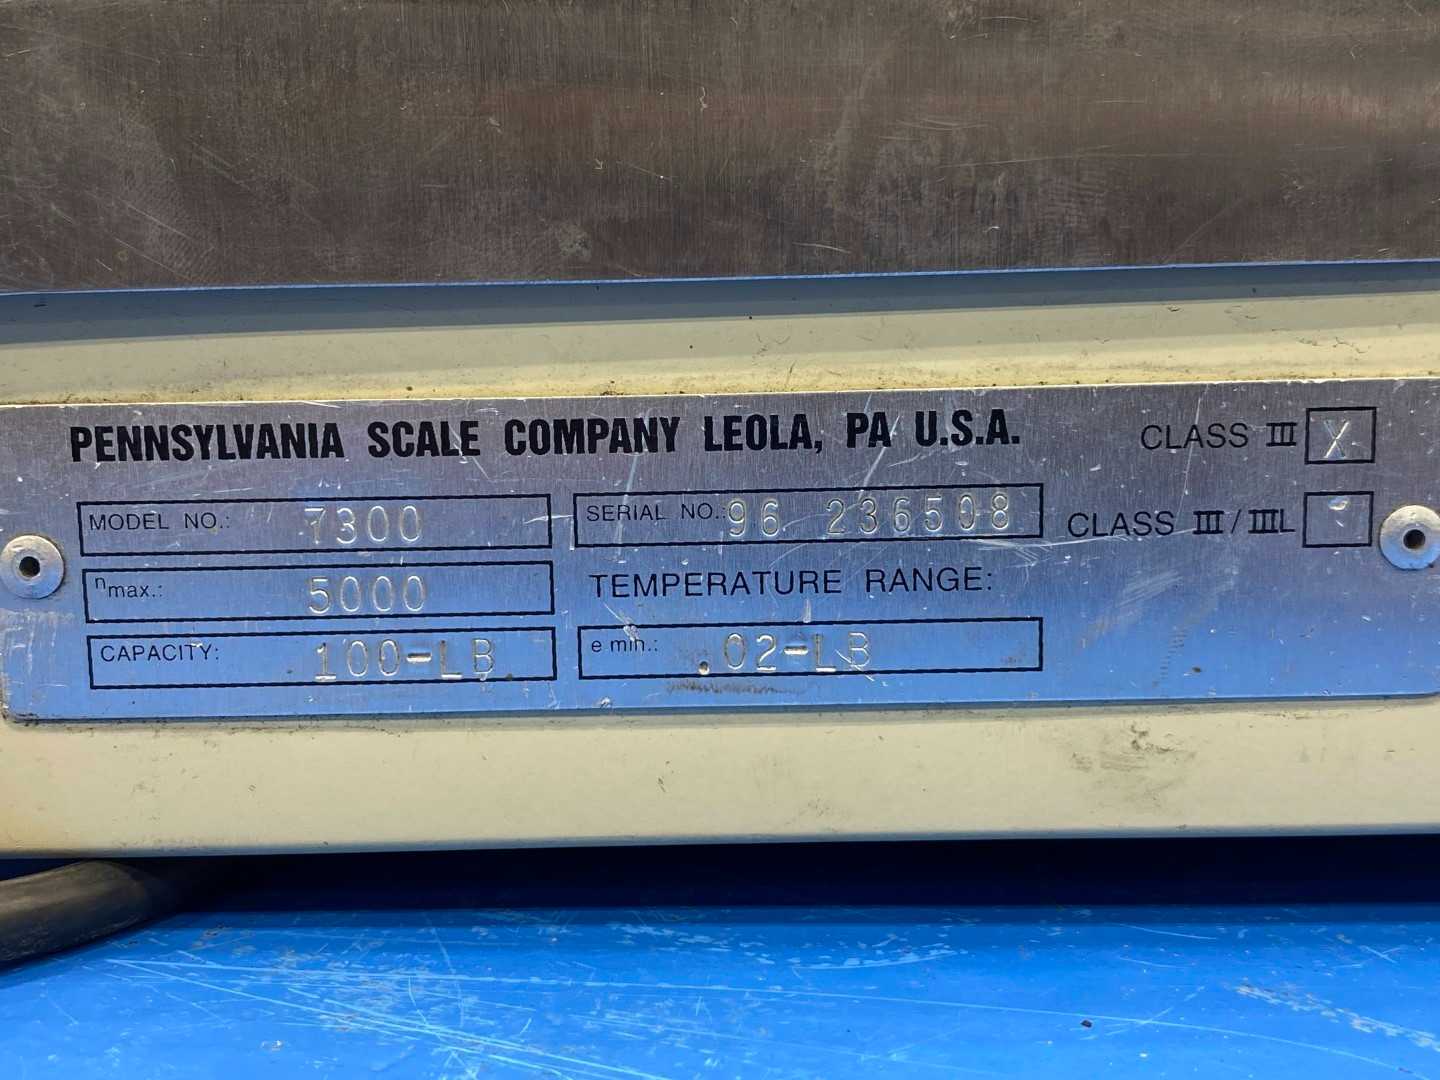 PENNSYLVANIA SCALE COMPANY LEOLA, PA U.S.A. CLASS III X
MODEL NO.: 7300 SERIAL NO.: 96 236508 CLASS III / IIIL
nmax.: 5000 TEMPERATURE RANGE:
CAPACITY: 100-LB e min.: .02-LB